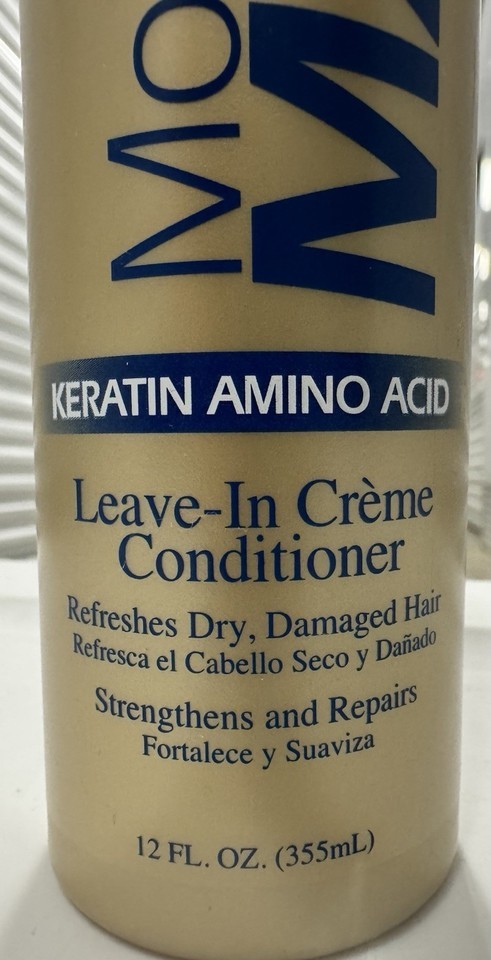 KERATIN AMINO ACID
Leave-In Crème
Conditioner
Refreshes Dry, Damaged Hair
Refresca el Cabello Seco y Dañado
Strengthens and Repairs
Fortalece y Suaviza
12 FL. OZ. (355mL)